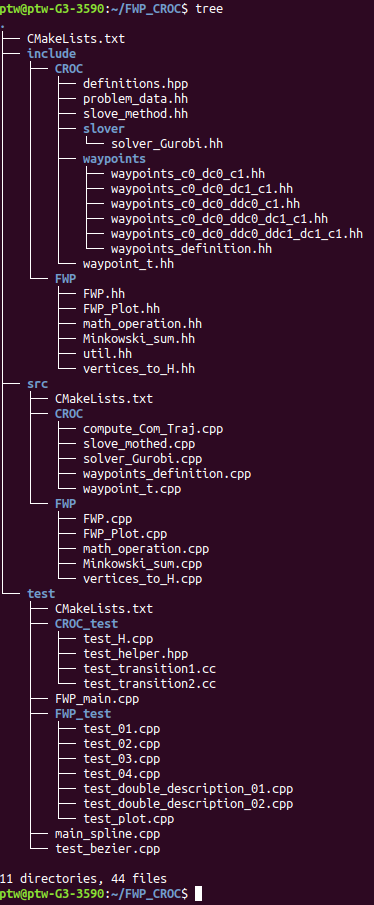 ptw@ptw-G3-3590:~/FWP_CROC$ tree
.
├── CMakeLists.txt
├── include
│   ├── CROC
│   │   ├── definitions.hpp
│   │   ├── problem_data.hh
│   │   ├── slove_method.hh
│   │   ├── slover
│   │   │   └── solver_Gurobi.hh
│   │   ├── waypoints
│   │   │   ├── waypoints_c0_dc0_c1.hh
│   │   │   ├── waypoints_c0_dc0_dc1_c1.hh
│   │   │   ├── waypoints_c0_dc0_ddc0_c1.hh
│   │   │   ├── waypoints_c0_dc0_ddc0_dc1_c1.hh
│   │   │   ├── waypoints_c0_dc0_ddc0_ddc1_dc1_c1.hh
│   │   │   └── waypoints_definition.hh
│   │   └── waypoint_t.hh
│   └── FWP
│       ├── FWP.hh
│       ├── FWP_Plot.hh
│       ├── math_operation.hh
│       ├── Minkowski_sum.hh
│       ├── util.hh
│       └── vertices_to_H.hh
├── src
│   ├── CMakeLists.txt
│   ├── CROC
│   │   ├── compute_Com_Traj.cpp
│   │   ├── slove_mothed.cpp
│   │   ├── solver_Gurobi.cpp
│   │   ├── waypoints_definition.cpp
│   │   └── waypoint_t.cpp
│   └── FWP
│       ├── FWP.cpp
│       ├── FWP_Plot.cpp
│       ├── math_operation.cpp
│       ├── Minkowski_sum.cpp
│       └── vertices_to_H.cpp
└── test
    ├── CMakeLists.txt
    ├── CROC_test
    │   ├── test_H.cpp
    │   ├── test_helper.hpp
    │   ├── test_transition1.cc
    │   └── test_transition2.cc
    ├── FWP_main.cpp
    ├── FWP_test
    │   ├── test_01.cpp
    │   ├── test_02.cpp
    │   ├── test_03.cpp
    │   ├── test_04.cpp
    │   ├── test_double_description_01.cpp
    │   ├── test_double_description_02.cpp
    │   └── test_plot.cpp
    ├── main_spline.cpp
    └── test_bezier.cpp

11 directories, 44 files
ptw@ptw-G3-3590:~/FWP_CROC$